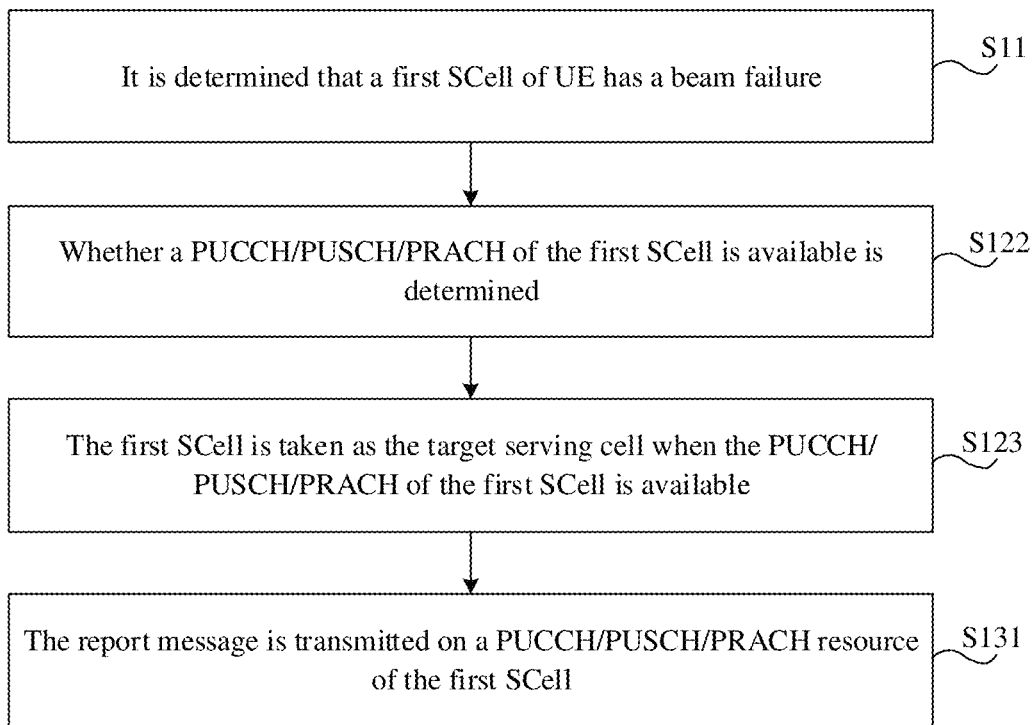 It is determined that a first SCell of UE has a beam failure
S11
Whether a PUCCH/PUSCH/PRACH of the first SCell is available is
determined
S122
The first SCell is taken as the target serving cell when the PUCCH/
PUSCH/PRACH of the first SCell is available
S123
The report message is transmitted on a PUCCH/PUSCH/PRACH resource
of the first SCell
S131